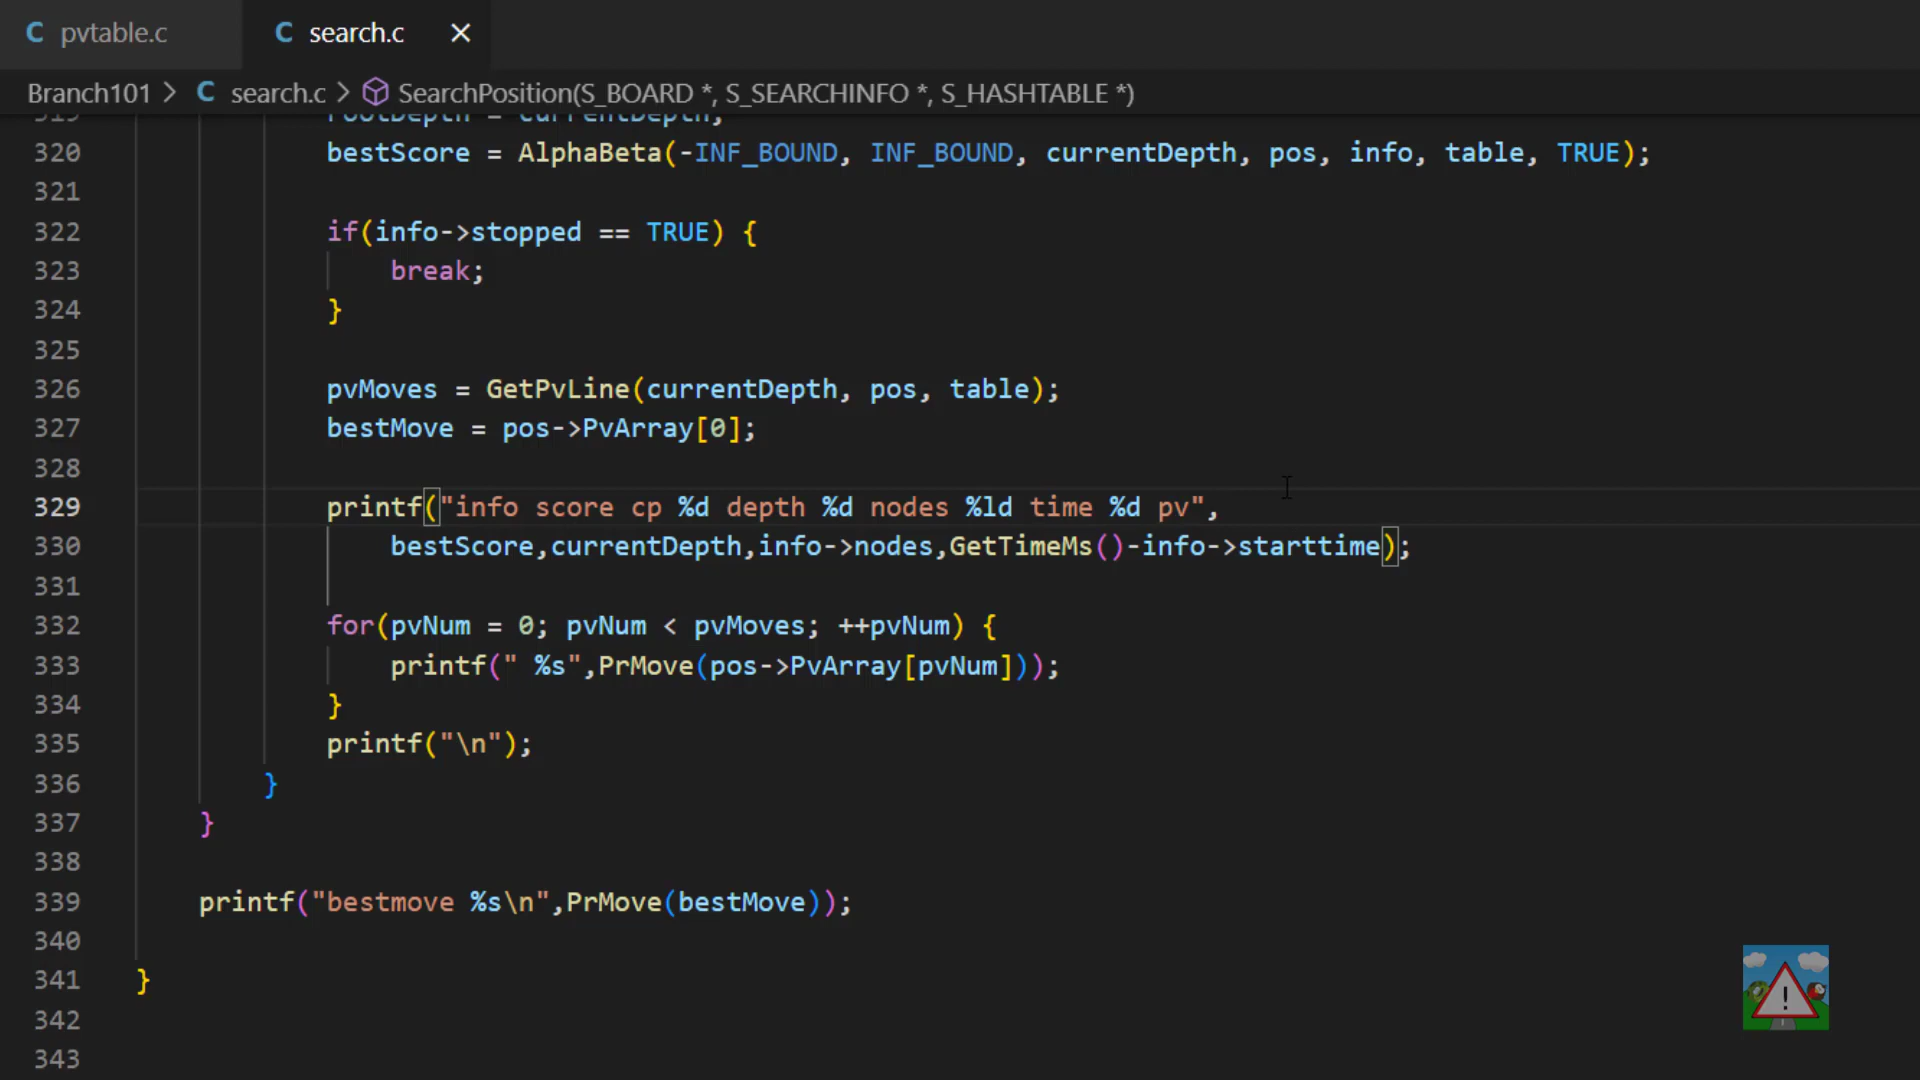 C pvtable.c
C search.c ×
Branch101 > C search.c > SearchPosition(S_BOARD *, S_SEARCHINFO *, S_HASHTABLE *)
319 rootDepth = currentDepth;
320 bestScore = AlphaBeta(-INF_BOUND, INF_BOUND, currentDepth, pos, info, table, TRUE);
321
322 if(info->stopped == TRUE) {
323 break;
324 }
325
326 pvMoves = GetPvLine(currentDepth, pos, table);
327 bestMove = pos->PvArray[0];
328
329 printf("info score cp %d depth %d nodes %ld time %d pv",
330 bestScore,currentDepth,info->nodes,GetTimeMs()-info->starttime);
331
332 for(pvNum = 0; pvNum < pvMoves; ++pvNum) {
333 printf(" %s",PrMove(pos->PvArray[pvNum]));
334 }
335 printf("\n");
336 }
337 }
338
339 printf("bestmove %s\n",PrMove(bestMove));
340
341 }
342
343
!